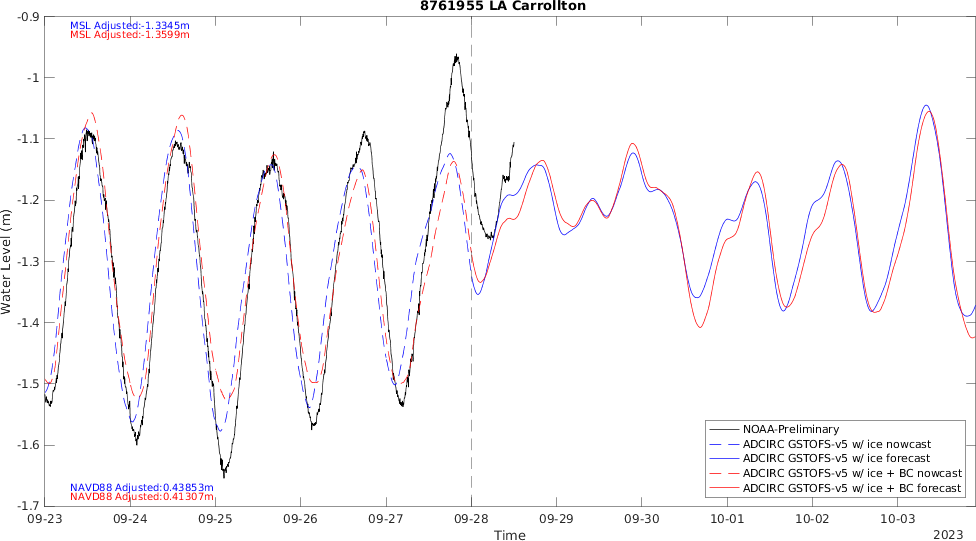 8761955 LA Carrollton
MSL Adjusted:-1.3345m
MSL Adjusted:-1.3599m
-0.9
-1
-1.1
-1.2
-1.3
-1.4
-1.5
-1.6
-1.7
Water Level (m)
NAVD88 Adjusted:0.43853m
NAVD88 Adjusted:0.41307m
NOAA-Preliminary
ADCIRC GSTOFS-v5 w/ ice nowcast
ADCIRC GSTOFS-v5 w/ ice forecast
ADCIRC GSTOFS-v5 w/ ice + BC nowcast
ADCIRC GSTOFS-v5 w/ ice + BC forecast
09-23 09-24 09-25 09-26 09-27 09-28 09-29 09-30 10-01 10-02 10-03
Time
2023